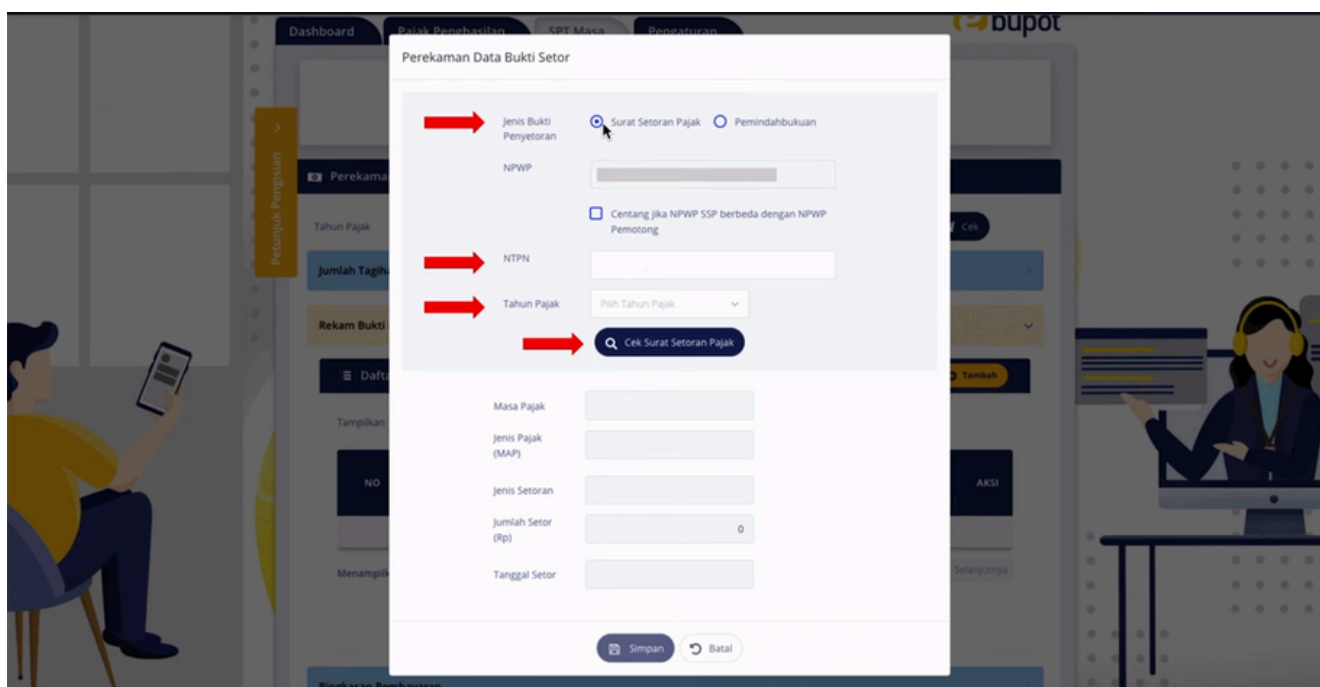 bupot
Dashboard Pajak Penghasilan SPT Masa Pengaturan
Perekaman Data Bukti Setor
Jenis Bukti
Penyetoran
Surat Setoran Pajak Pemindahbukuan
NPWP
Centang jika NPWP SSP berbeda dengan NPWP
Pemotong
NTPN
Tahun Pajak Pilih Tahun Pajak
Cek Surat Setoran Pajak
Masa Pajak
Jenis Pajak
(MAP)
Jenis Setoran
Jumlah Setor
(Rp)
0
Tanggal Setor
Simpan Batal
Petunjuk Pengisian
Perekama
Tahun Pajak
Cek
Jumlah Tagih
Rekam Bukti
Dafta
Tambah
Tampilkan
NO
AKSI
Menampilk
Selanjutnya
Ringkasan Pembayaran